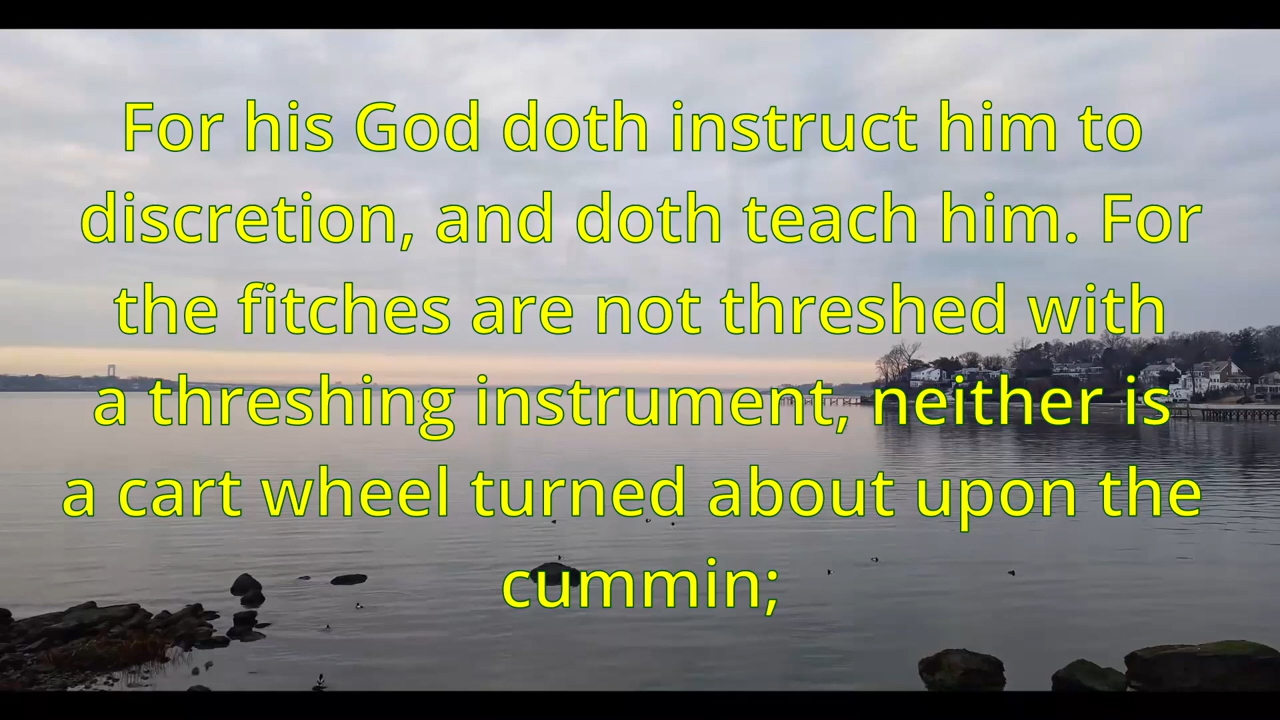 For his God doth instruct him to
discretion, and doth teach him. For
the fitches are not threshed with
a threshing instrument, neither is
a cart wheel turned about upon the
cummin;